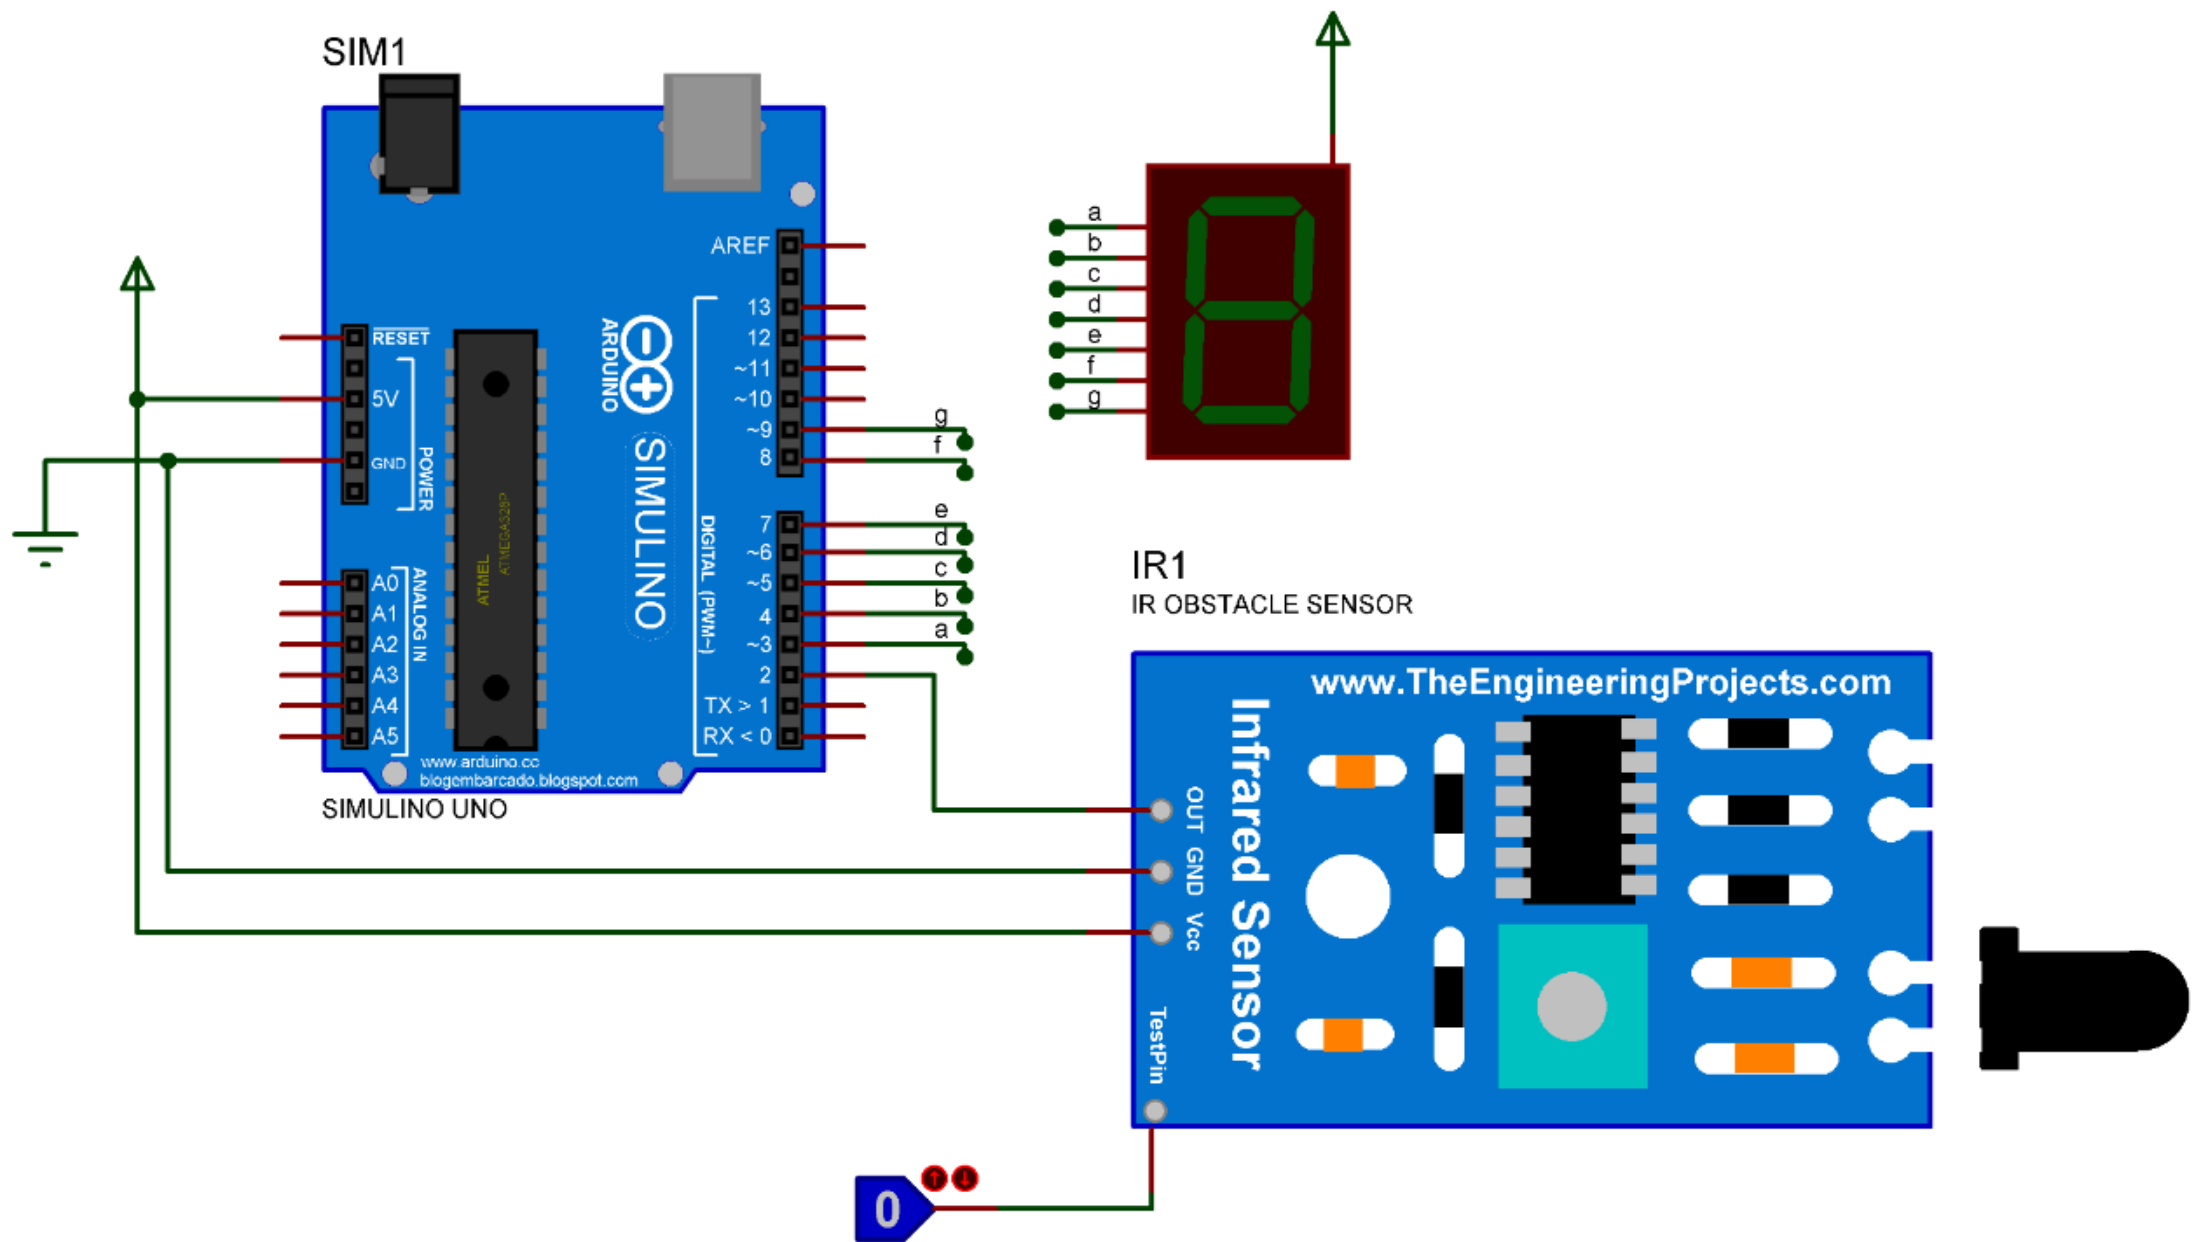 SIM1
AREF
13
12
~11
~10
~9
8
7
~6
~5
4
~3
2
TX > 1
RX < 0
RESET
5V
GND
POWER
A0
A1
A2
A3
A4
A5
ANALOG IN
ATMEL
ATMEGA328P
ARDUINO
SIMULINO
DIGITAL (PWM~)
www.arduino.cc
blogembarcado.blogspot.com
SIMULINO UNO
g
f
e
d
c
b
a
a
b
c
d
e
f
g
IR1
IR OBSTACLE SENSOR
www.TheEngineeringProjects.com
Infrared Sensor
OUT
GND
Vcc
TestPin
0